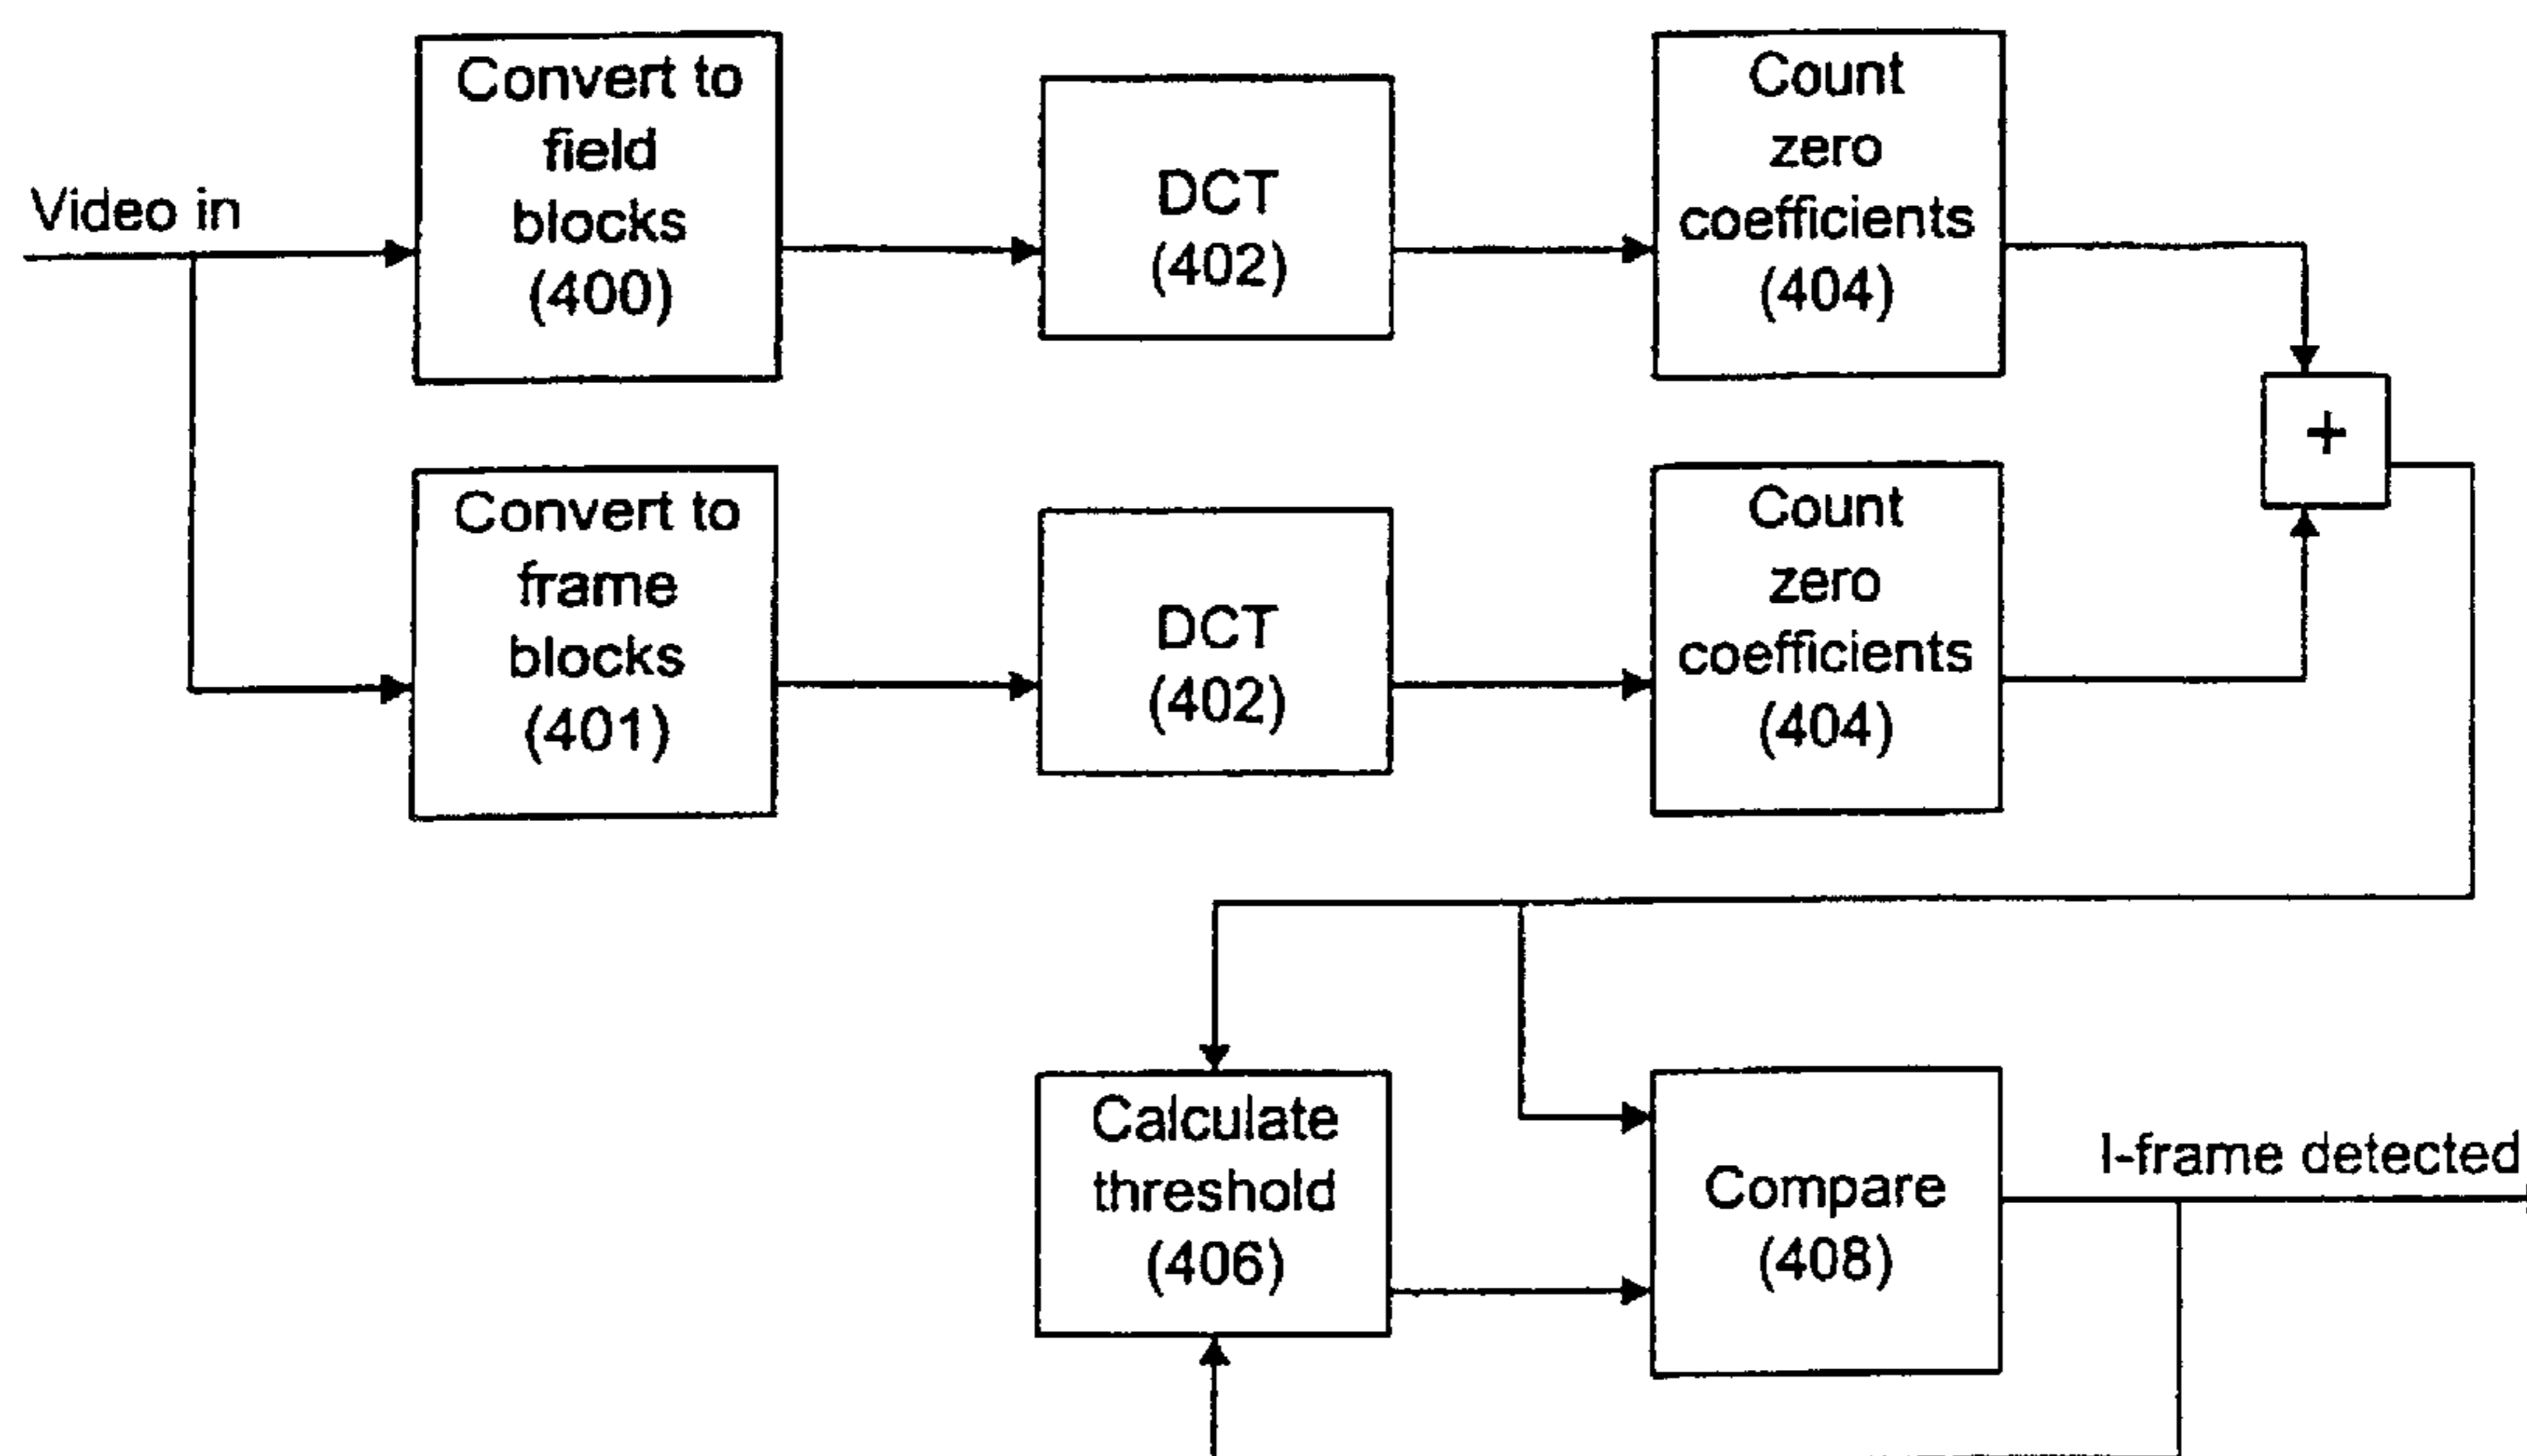 Video in
Convert to
field
blocks
(400)
DCT
(402)
Count
zero
coefficients
(404)
+
Convert to
frame
blocks
(401)
DCT
(402)
Count
zero
coefficients
(404)
Calculate
threshold
(406)
Compare
(408)
I-frame detected